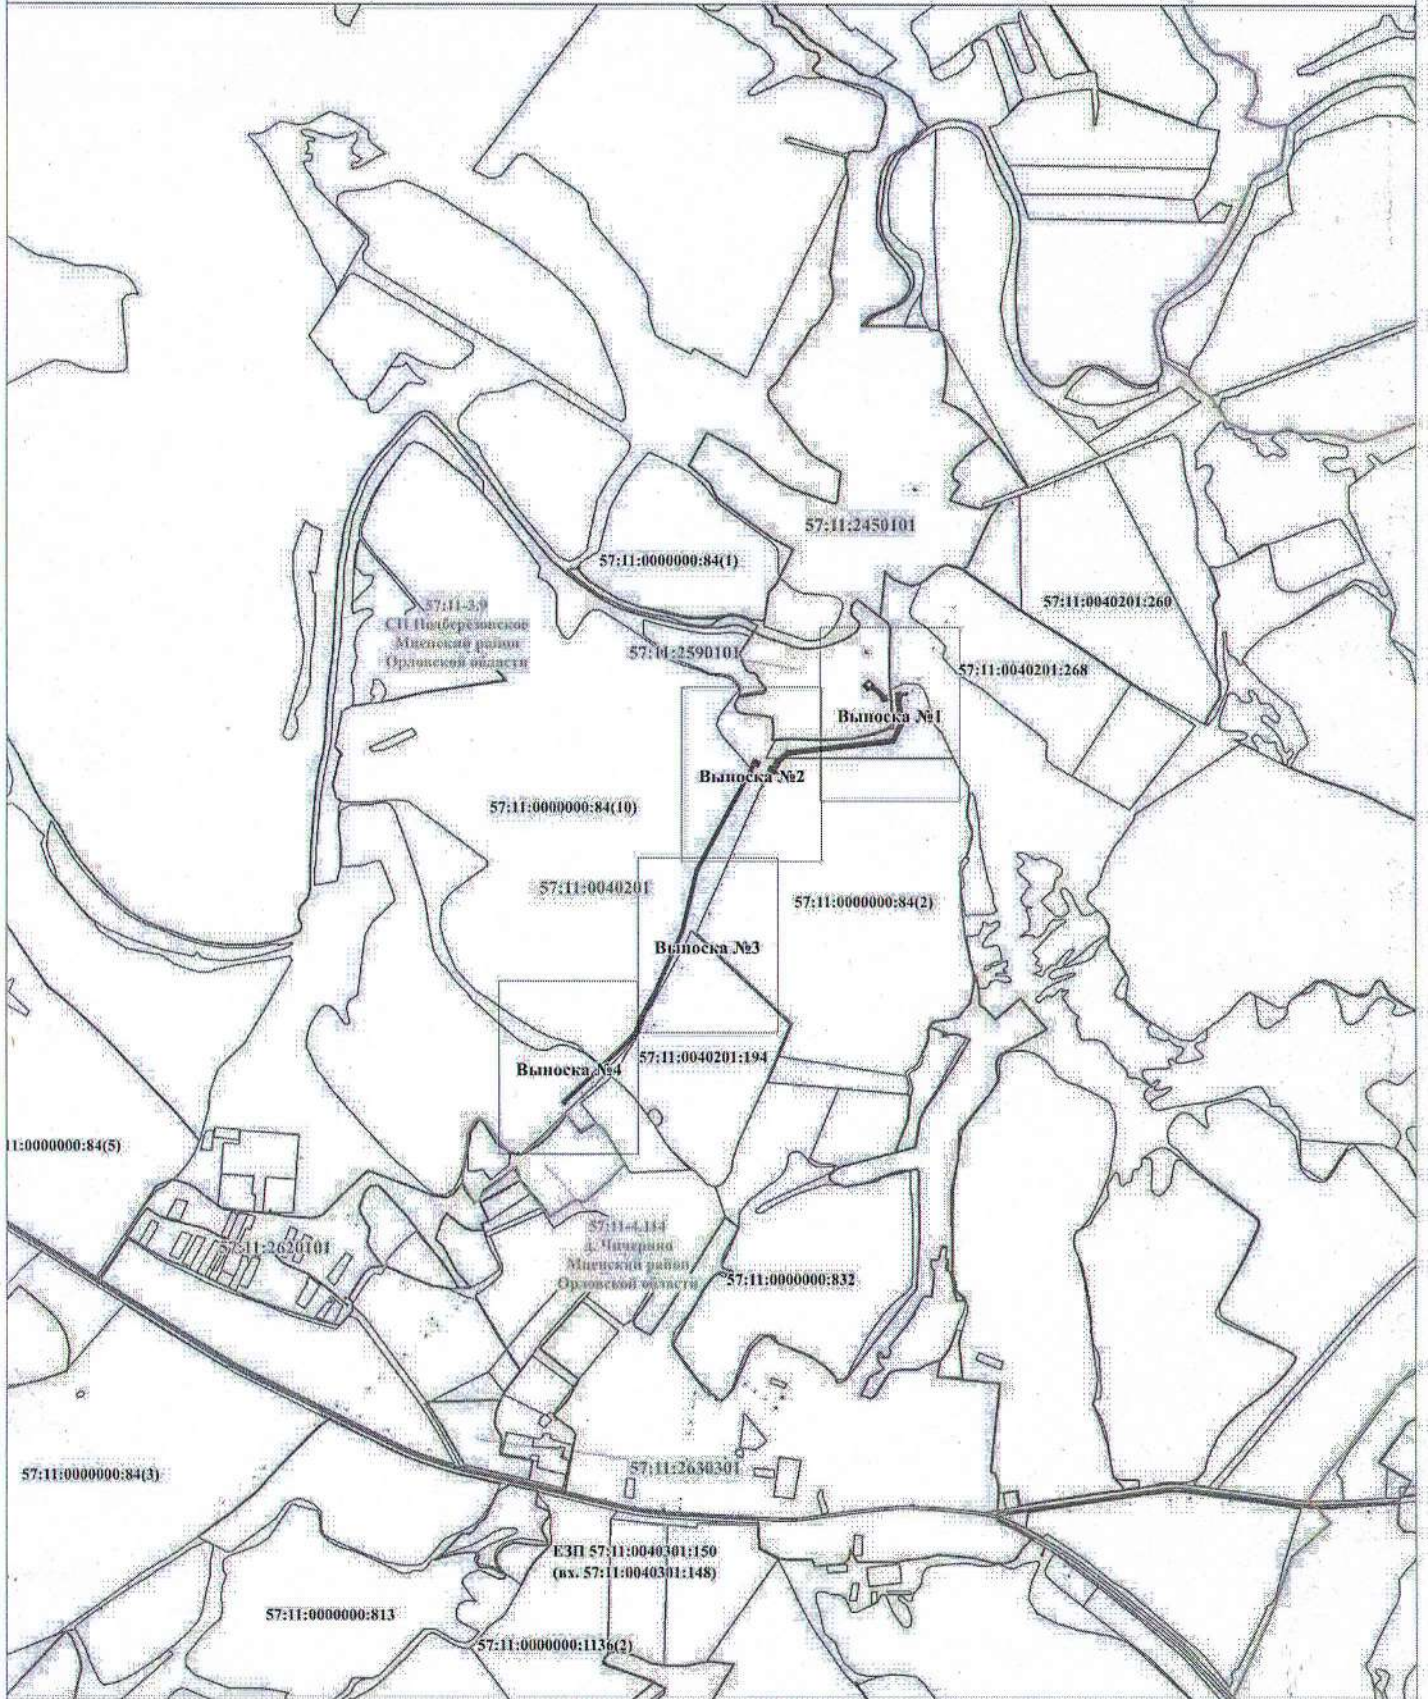 57:11:2450101
57:11:0000000:84(1)
57:11:0040201:260
57:11-3.9
СП Подберезовское
Мценский район
Орловской области
57:11:2590101
57:11:0040201:268
Выноска №1
Выноска №2
57:11:0000000:84(10)
57:11:0040201
57:11:0000000:84(2)
Выноска №3
57:11:0040201:194
Выноска №4
11:0000000:84(5)
57:11-4.114
д. Чичерино
Мценский район
Орловской области
57:11:2620101
57:11:0000000:832
57:11:0000000:84(3)
57:11:2630301
ЕЗП 57:11:0040301:150
(вх. 57:11:0040301:148)
57:11:0000000:813
57:11:0000000:1136(2)